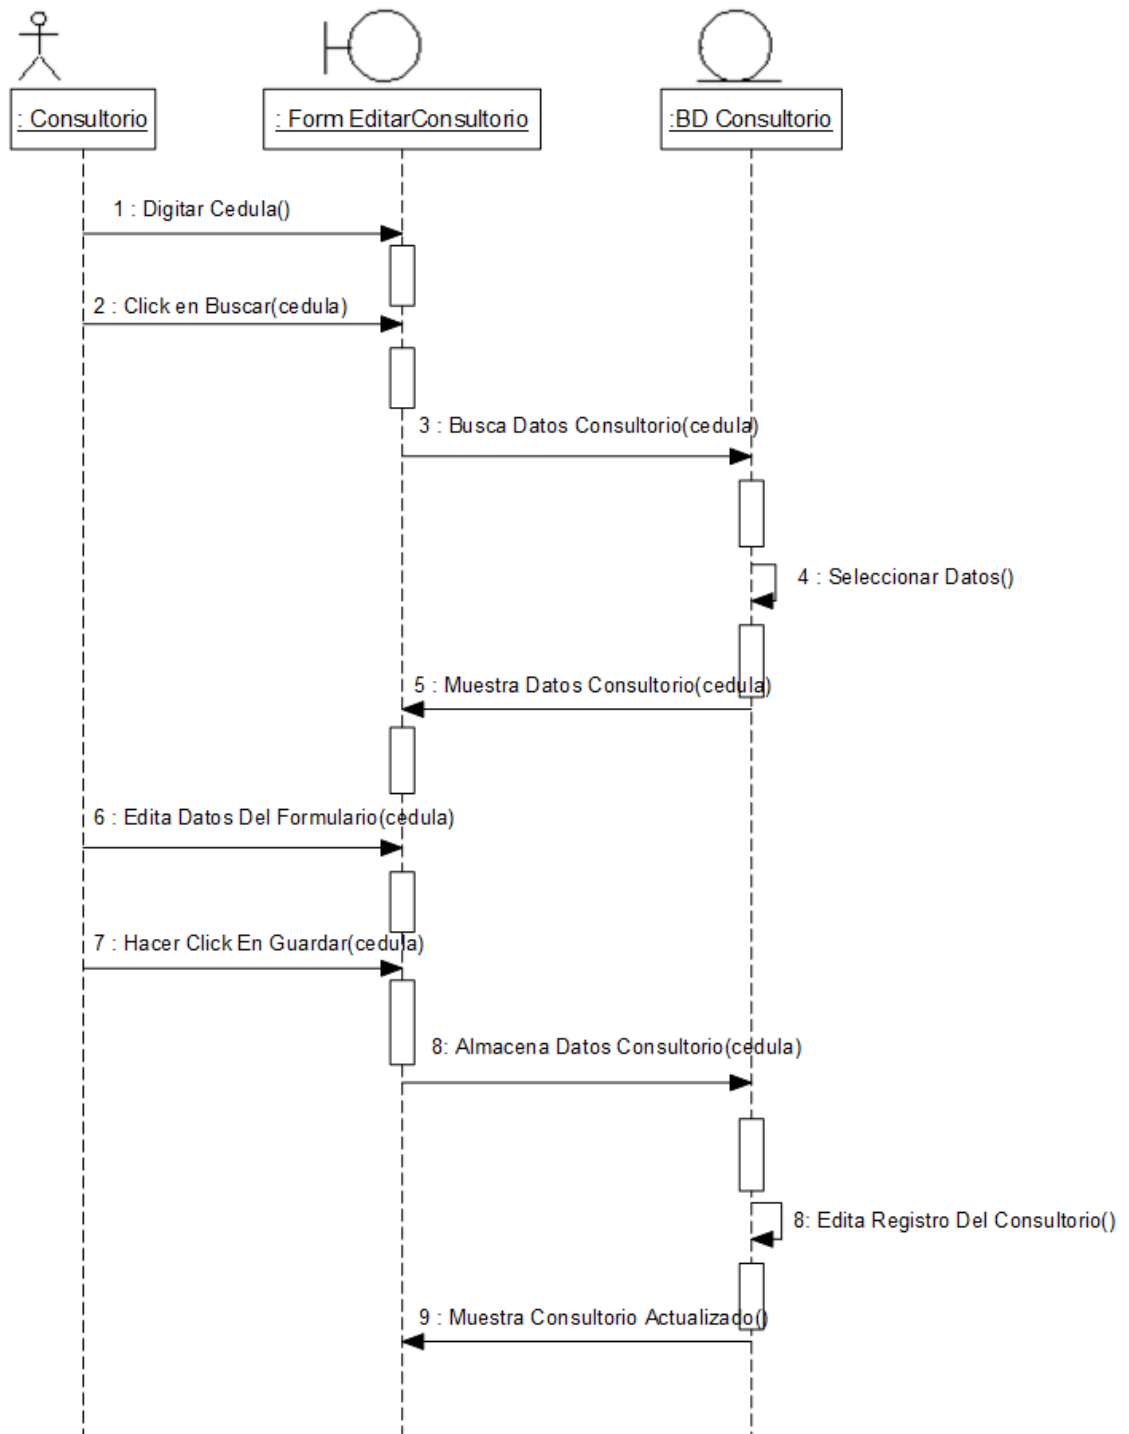 : Consultorio
: Form EditarConsultorio
:BD Consultorio
1 : Digitar Cedula()
2 : Click en Buscar(cedula)
3 : Busca Datos Consultorio(cedula)
4 : Seleccionar Datos()
5 : Muestra Datos Consultorio(cedula)
6 : Edita Datos Del Formulario(cedula)
7 : Hacer Click En Guardar(cedula)
8: Almacena Datos Consultorio(cedula)
8: Edita Registro Del Consultorio()
9 : Muestra Consultorio Actualizado()